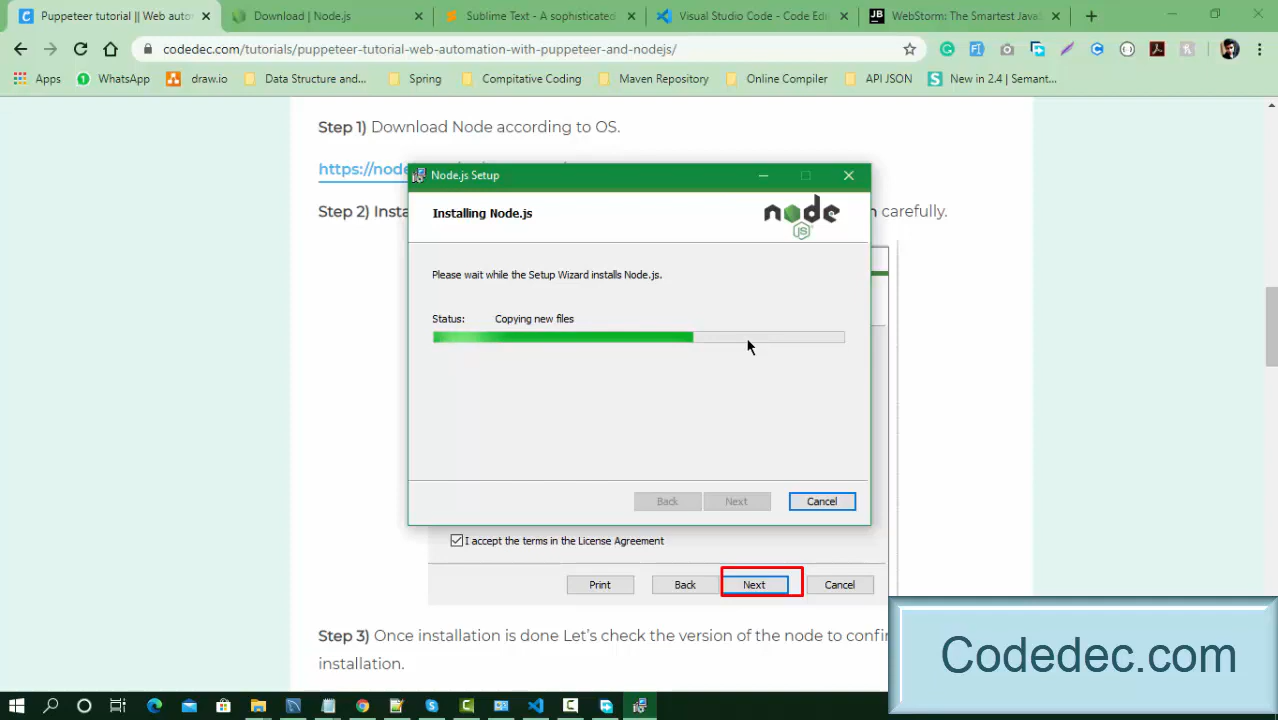 Puppeteer tutorial || Web auto
Download | Node.js
Sublime Text - A sophisticated
Visual Studio Code - Code Edi
JB
WebStorm: The Smartest Java
codedec.com/tutorials/puppeteer-tutorial-web-automation-with-puppeteer-and-nodejs/
Apps
WhatsApp
draw.io
Data Structure and...
Spring
Compitative Coding
Maven Repository
Online Compiler
API JSON
New in 2.4 | Semant...
Step 1) Download Node according to OS.
https://node
Step 2) Insta
carefully.
Node.js Setup
Installing Node.js
node
JS
Please wait while the Setup Wizard installs Node.js.
Status: Copying new files
Back
Next
Cancel
I accept the terms in the License Agreement
Print
Back
Next
Cancel
Step 3) Once installation is done Let's check the version of the node to confir
installation.
Codedec.com